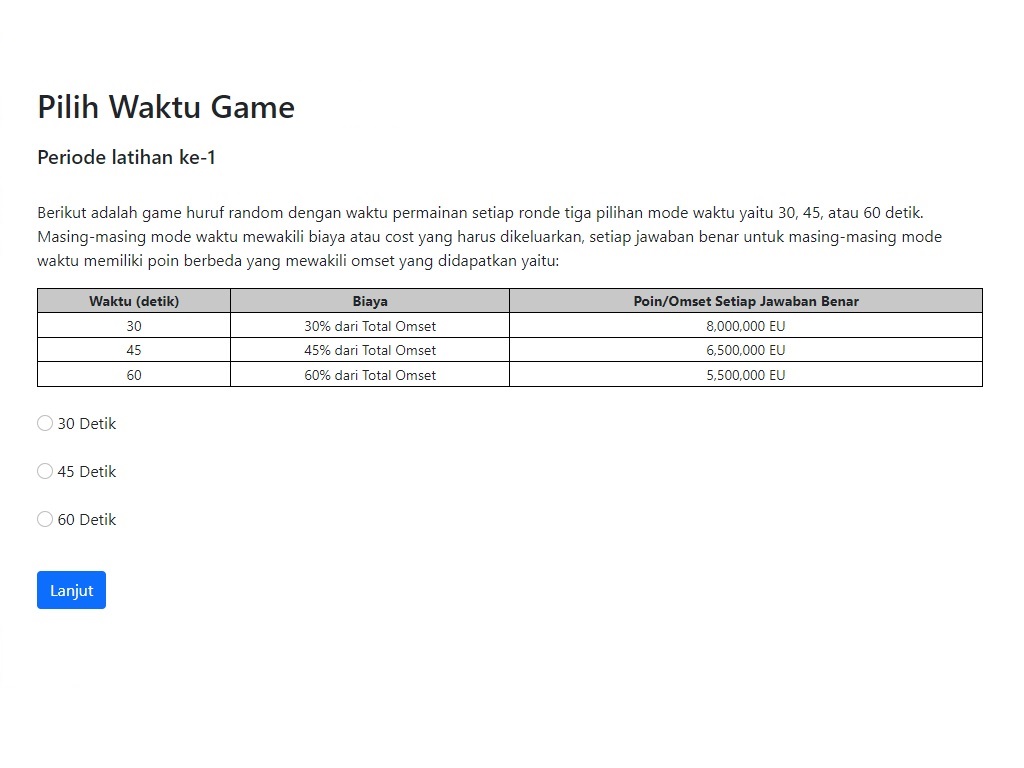 Pilih Waktu Game
Periode latihan ke-1
Berikut adalah game huruf random dengan waktu permainan setiap ronde tiga pilihan mode waktu yaitu 30, 45, atau 60 detik.
Masing-masing mode waktu mewakili biaya atau cost yang harus dikeluarkan, setiap jawaban benar untuk masing-masing mode
waktu memiliki poin berbeda yang mewakili omset yang didapatkan yaitu:
Waktu (detik) Biaya Poin/Omset Setiap Jawaban Benar
30 30% dari Total Omset 8,000,000 EU
45 45% dari Total Omset 6,500,000 EU
60 60% dari Total Omset 5,500,000 EU
30 Detik
45 Detik
60 Detik
Lanjut